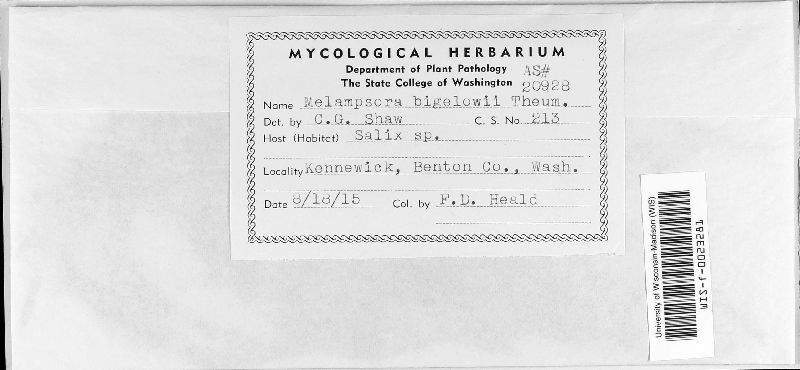 MYCOLOGICAL HERBARIUM
Department of Plant Pathology AS#
The State College of Washington 20928
Name Melampsora bigelowii Theum.
Det. by C.G. Shaw C. S. No. 213
Host (Habitat) Salix sp.
Locality Kennewick, Benton Co., Wash.
Date 8/18/15 Col. by F.D. Heald
University of Wisconsin-Madison (WIS)
WIS-f-0053281